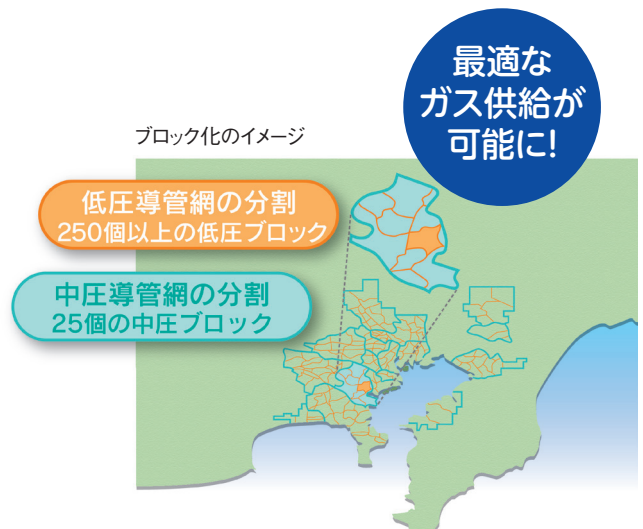 最適な
ガス供給が
可能に!
ブロック化のイメージ
低圧導管網の分割
250個以上の低圧ブロック
中圧導管網の分割
25個の中圧ブロック